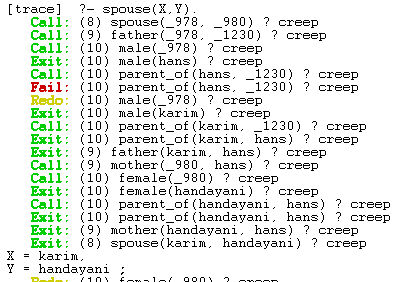 [trace]  ?- spouse(X,Y).
   Call: (8) spouse(_978, _980) ? creep
   Call: (9) father(_978, _1230) ? creep
   Call: (10) male(_978) ? creep
   Exit: (10) male(hans) ? creep
   Call: (10) parent_of(hans, _1230) ? creep
   Fail: (10) parent_of(hans, _1230) ? creep
   Redo: (10) male(_978) ? creep
   Exit: (10) male(karim) ? creep
   Call: (10) parent_of(karim, _1230) ? creep
   Exit: (10) parent_of(karim, hans) ? creep
   Exit: (9) father(karim, hans) ? creep
   Call: (9) mother(_980, hans) ? creep
   Call: (10) female(_980) ? creep
   Exit: (10) female(handayani) ? creep
   Call: (10) parent_of(handayani, hans) ? creep
   Exit: (10) parent_of(handayani, hans) ? creep
   Exit: (9) mother(handayani, hans) ? creep
   Exit: (8) spouse(karim, handayani) ? creep
X = karim,
Y = handayani ;
   Redo: (10) female(_980) ? creep